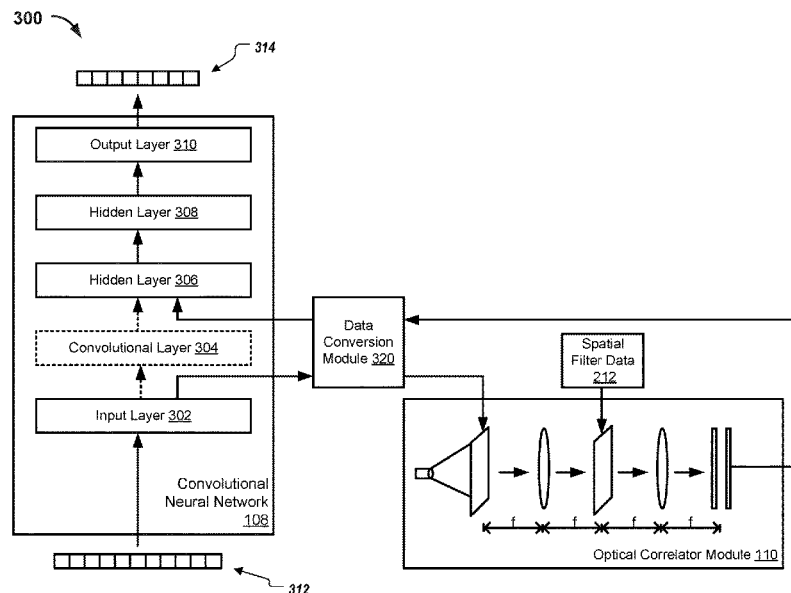 300
314
Output Layer 310
Hidden Layer 308
Hidden Layer 306
Convolutional Layer 304
Input Layer 302
Convolutional
Neural Network
108
312
Data
Conversion
Module 320
Spatial
Filter Data
212
f f f f
Optical Correlator Module 110